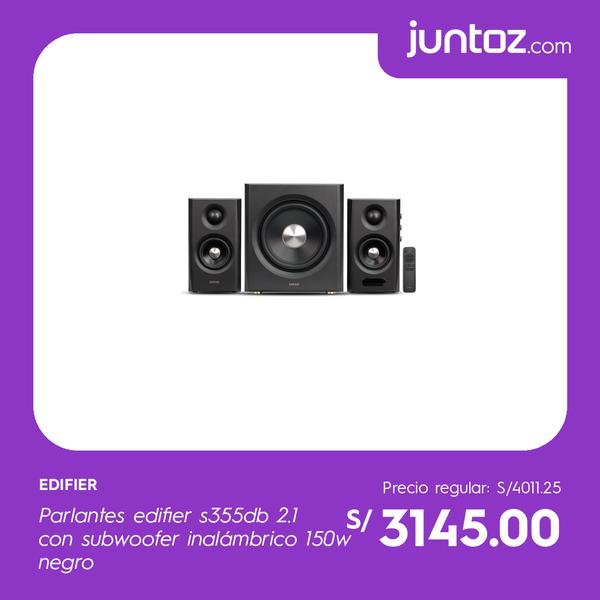 juntoz.com
EDIFIER
Parlantes edifier s355db 2.1
con subwoofer inalámbrico 150w
negro
Precio regular: S/4011.25
S/ 3145.00